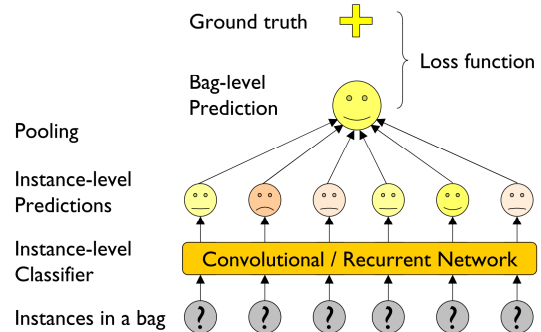 Ground truth
Loss function
Bag-level
Prediction
Pooling
Instance-level
Predictions
Instance-level
Classifier
Convolutional / Recurrent Network
Instances in a bag
? ? ? ? ? ?